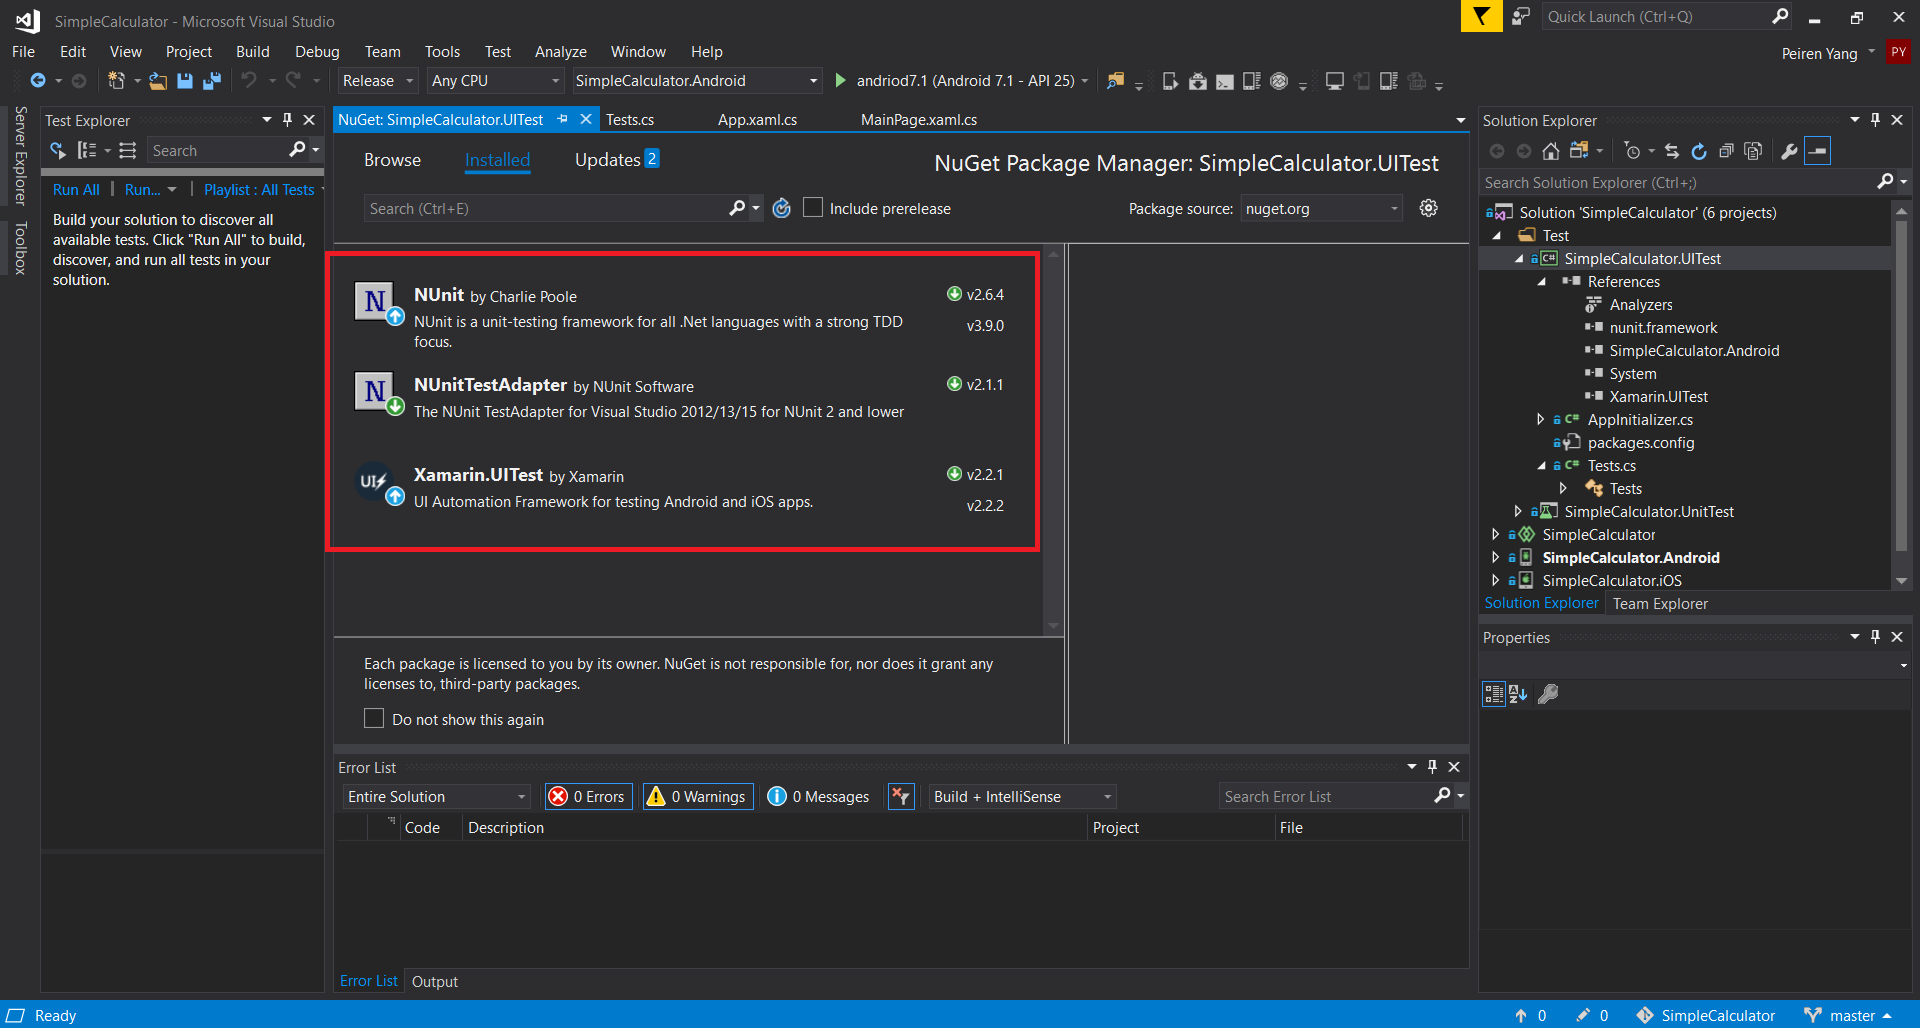 SimpleCalculator - Microsoft Visual Studio
Quick Launch (Ctrl+Q)
File Edit View Project Build Debug Team Tools Test Analyze Window Help
Peiren Yang
PY
Release
Any CPU
SimpleCalculator.Android
andriod7.1 (Android 7.1 - API 25)
Server Explorer
Toolbox
Test Explorer
Search
Run All
Run...
Playlist : All Tests
Build your solution to discover all
available tests. Click "Run All" to build,
discover, and run all tests in your
solution.
NuGet: SimpleCalculator.UITest
Tests.cs
App.xaml.cs
MainPage.xaml.cs
Browse
Installed
Updates 2
NuGet Package Manager: SimpleCalculator.UITest
Search (Ctrl+E)
Include prerelease
Package source: nuget.org
N
NUnit by Charlie Poole
v2.6.4
NUnit is a unit-testing framework for all .Net languages with a strong TDD
focus.
v3.9.0
N
NUnitTestAdapter by NUnit Software
v2.1.1
The NUnit TestAdapter for Visual Studio 2012/13/15 for NUnit 2 and lower
UI
Xamarin.UITest by Xamarin
v2.2.1
UI Automation Framework for testing Android and iOS apps.
v2.2.2
Each package is licensed to you by its owner. NuGet is not responsible for, nor does it grant any
licenses to, third-party packages.
Do not show this again
Error List
Entire Solution
0 Errors
0 Warnings
0 Messages
Build + IntelliSense
Search Error List
Code
Description
Project
File
Error List
Output
Solution Explorer
Search Solution Explorer (Ctrl+;)
Solution 'SimpleCalculator' (6 projects)
Test
C# SimpleCalculator.UITest
References
Analyzers
nunit.framework
SimpleCalculator.Android
System
Xamarin.UITest
C# AppInitializer.cs
packages.config
C# Tests.cs
Tests
SimpleCalculator.UnitTest
SimpleCalculator
SimpleCalculator.Android
SimpleCalculator.iOS
Solution Explorer
Team Explorer
Properties
Ready
0
0
SimpleCalculator
master